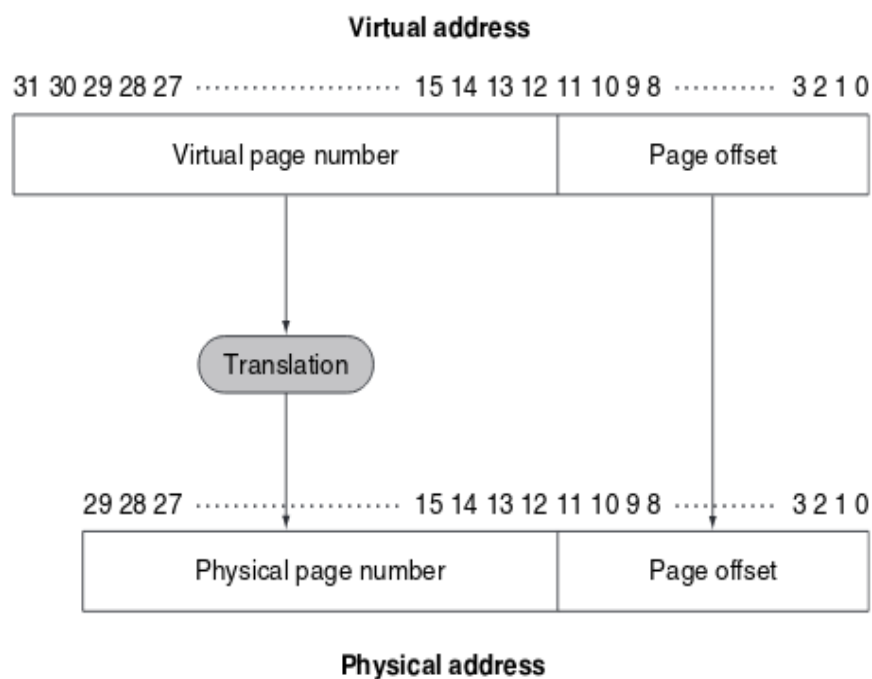 Virtual address
31 30 29 28 27 ........................ 15 14 13 12 11 10 9 8 ............ 3 2 1 0
Virtual page number Page offset
Translation
29 28 27 ........................ 15 14 13 12 11 10 9 8 ............ 3 2 1 0
Physical page number Page offset
Physical address